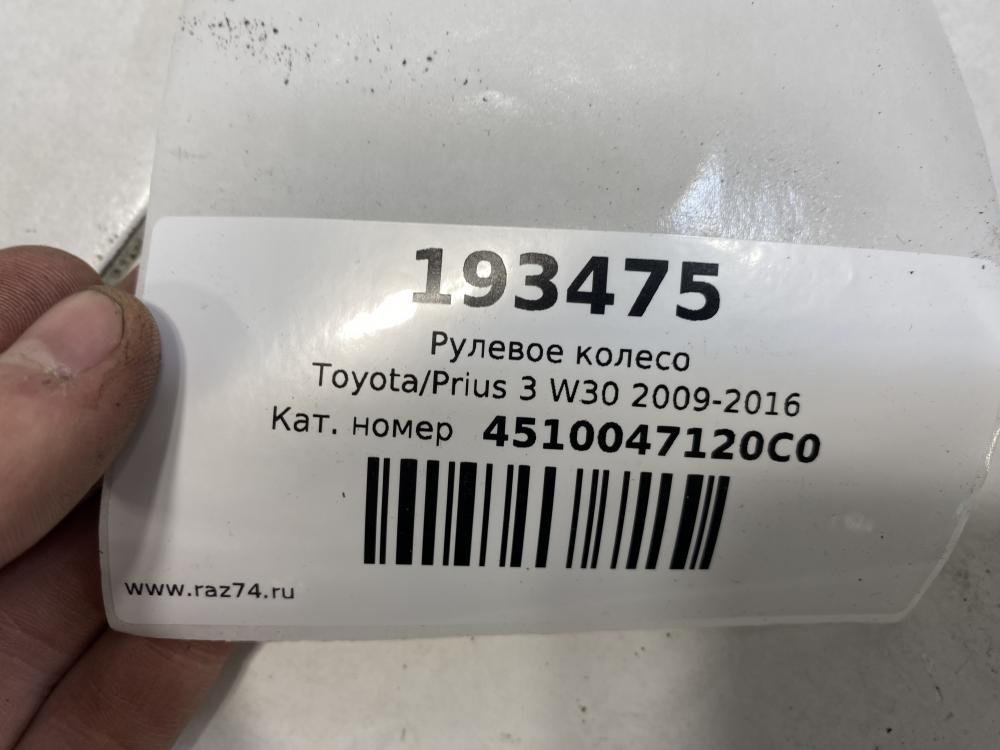 193475
Рулевое колесо
Toyota/Prius 3 W30 2009-2016
Кат. номер 4510047120C0
www.raz74.ru